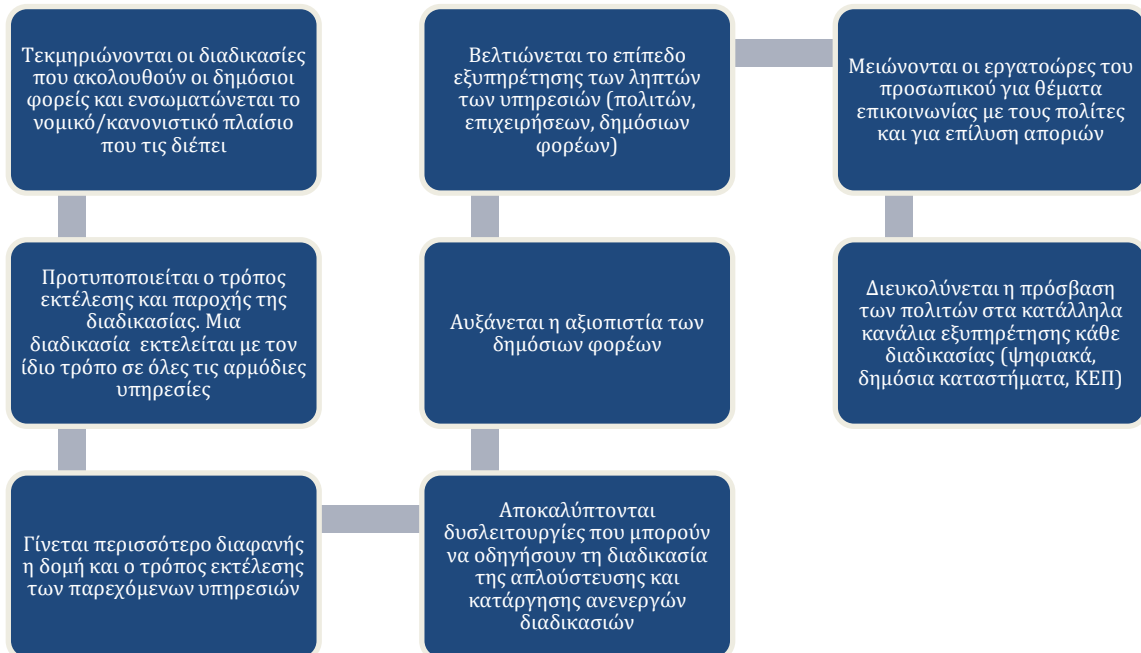 Τεκμηριώνονται οι διαδικασίες
που ακολουθούν οι δημόσιοι
φορείς και ενσωματώνεται το
νομικό/κανονιστικό πλαίσιο
που τις διέπει
Προτυποποιείται ο τρόπος
εκτέλεσης και παροχής της
διαδικασίας. Μια
διαδικασία εκτελείται με τον
ίδιο τρόπο σε όλες τις αρμόδιες
υπηρεσίες
Γίνεται περισσότερο διαφανής
η δομή και ο τρόπος εκτέλεσης
των παρεχόμενων υπηρεσιών
Αποκαλύπτονται
δυσλειτουργίες που μπορούν
να οδηγήσουν τη διαδικασία
της απλούστευσης και
κατάργησης ανενεργών
διαδικασιών
Αυξάνεται η αξιοπιστία των
δημόσιων φορέων
Βελτιώνεται το επίπεδο
εξυπηρέτησης των ληπτών
των υπηρεσιών (πολιτών,
επιχειρήσεων, δημόσιων
φορέων)
Μειώνονται οι εργατοώρες του
προσωπικού για θέματα
επικοινωνίας με τους πολίτες
και για επίλυση αποριών
Διευκολύνεται η πρόσβαση
των πολιτών στα κατάλληλα
κανάλια εξυπηρέτησης κάθε
διαδικασίας (ψηφιακά,
δημόσια καταστήματα, ΚΕΠ)